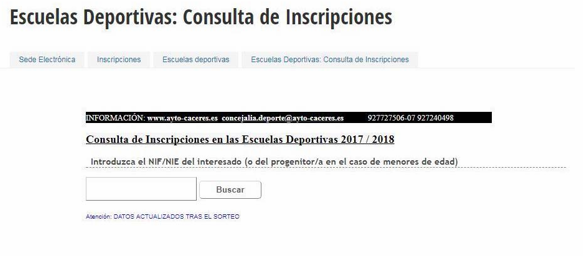 Escuelas Deportivas: Consulta de Inscripciones
Sede Electrónica Inscripciones Escuelas deportivas Escuelas Deportivas: Consulta de Inscripciones
INFORMACIÓN: www.ayto-caceres.es concejalia.deporte@ayto-caceres.es 927727506-07 927240498
Consulta de Inscripciones en las Escuelas Deportivas 2017 / 2018
Introduzca el NIF/NIE del interesado (o del progenitor/a en el caso de menores de edad)
Buscar
Atención: DATOS ACTUALIZADOS TRAS EL SORTEO